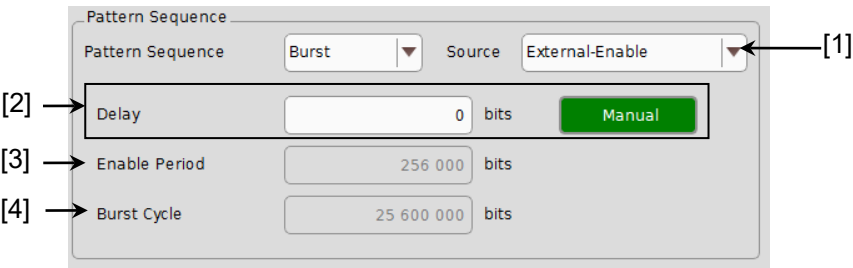 Pattern Sequence
Pattern Sequence Burst Source External-Enable [1]
[2] Delay 0 bits Manual
[3] Enable Period 256 000 bits
[4] Burst Cycle 25 600 000 bits